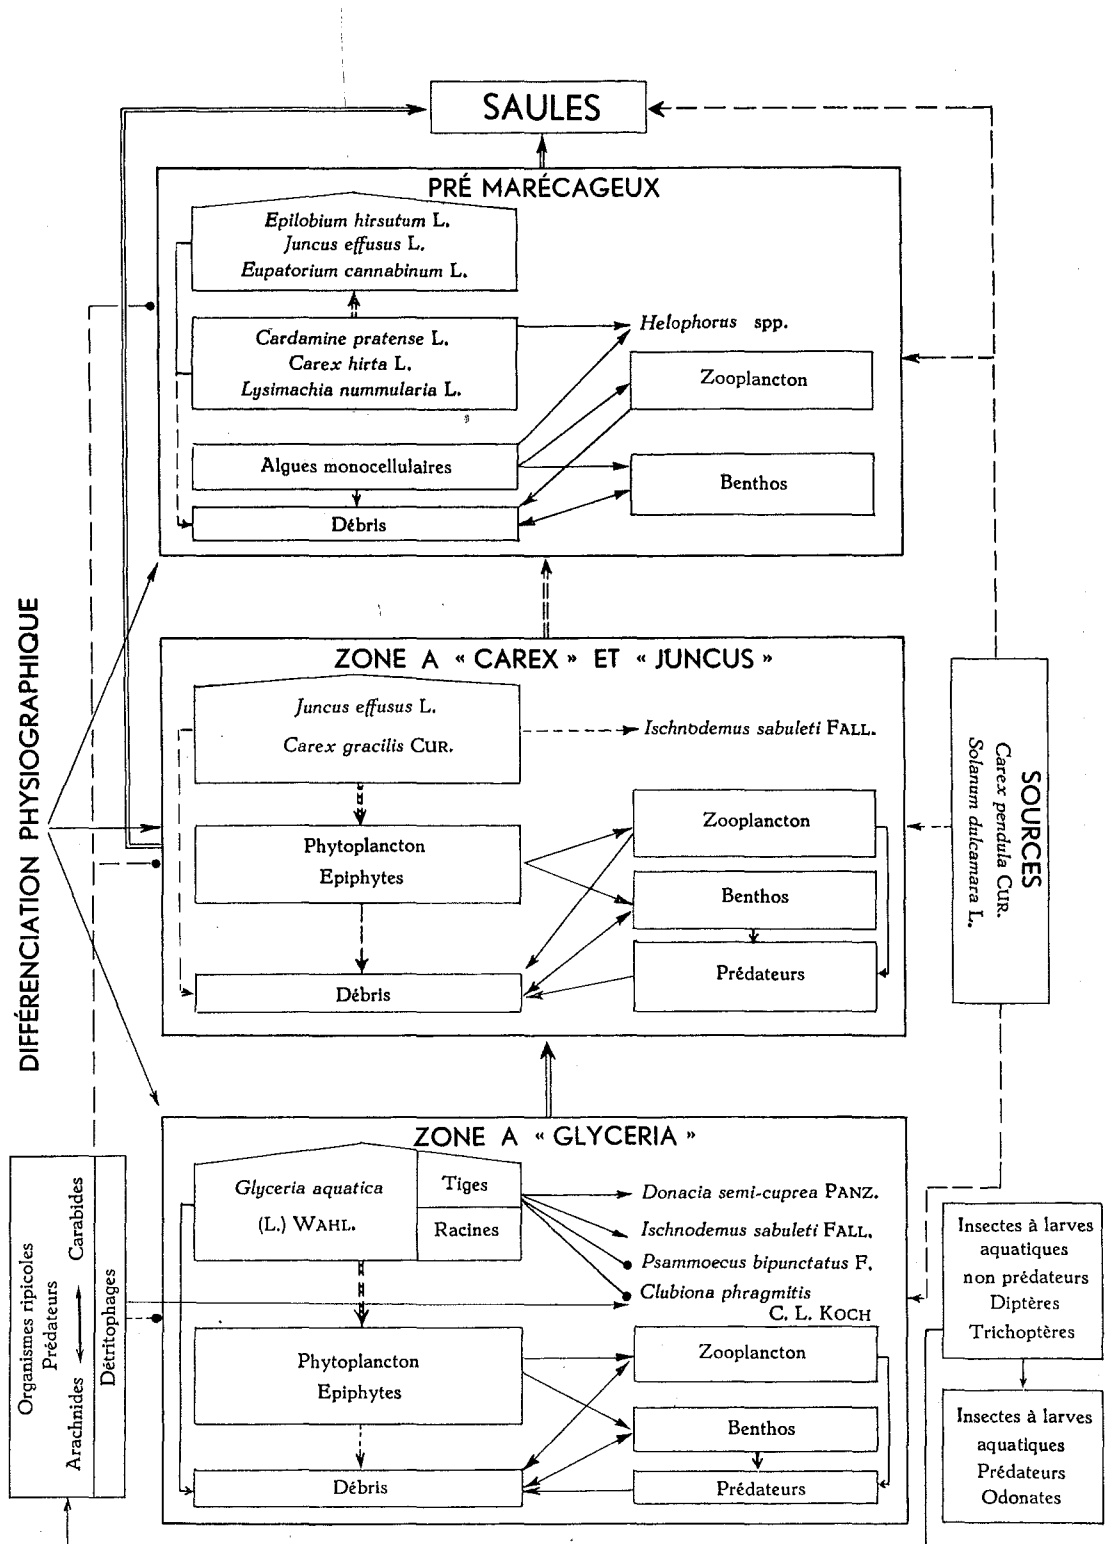 SAULES
PRÉ MARÉCAGEUX
Epilobium hirsutum L.
Juncus effusus L.
Eupatorium cannabinum L.
Cardamine pratense L.
Carex hirta L.
Lysimachia nummularia L.
Helophorus spp.
Zooplancton
Algues monocellulaires
Benthos
Débris
DIFFÉRENCIATION PHYSIOGRAPHIQUE
ZONE A « CAREX » ET « JUNCUS »
Juncus effusus L.
Carex gracilis CUR.
Ischnodemus sabuleti FALL.
Phytoplancton
Epiphytes
Zooplancton
Benthos
Prédateurs
Débris
SOURCES
Carex pendula CUR.
Solanum dulcamara L.
ZONE A « GLYCERIA »
Glyceria aquatica
(L.) WAHL.
Tiges
Racines
Donacia semi-cuprea PANZ.
Ischnodemus sabuleti FALL.
Psammoecus bipunctatus F.
Clubiona phragmitis
C. L. KOCH
Phytoplancton
Epiphytes
Zooplancton
Benthos
Prédateurs
Débris
Organismes ripicoles
Prédateurs
Arachnides Carabides
Détritophages
Insectes à larves
aquatiques
non prédateurs
Diptères
Trichoptères
Insectes à larves
aquatiques
Prédateurs
Odonates